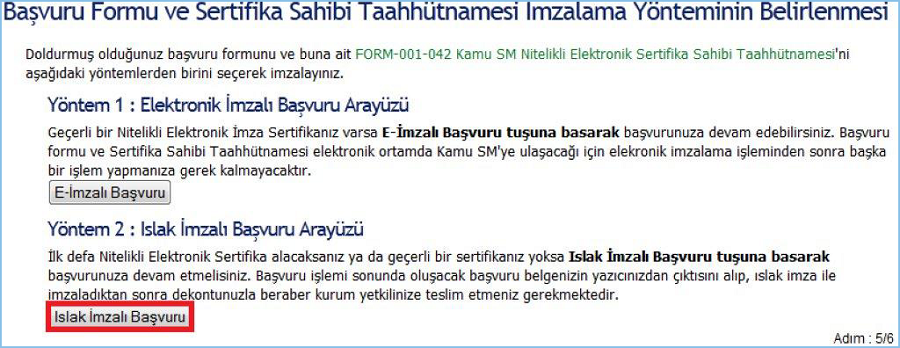 Başvuru Formu ve Sertifika Sahibi Taahhütnamesi İmzalama Yönteminin Belirlenmesi
Doldurmuş olduğunuz başvuru formunu ve buna ait FORM-001-042 Kamu SM Nitelikli Elektronik Sertifika Sahibi Taahhütnamesi'ni
aşağıdaki yöntemlerden birini seçerek imzalayınız.
Yöntem 1 : Elektronik İmzalı Başvuru Arayüzü
Geçerli bir Nitelikli Elektronik İmza Sertifikanız varsa E-İmzalı Başvuru tuşuna basarak başvurunuza devam edebilirsiniz. Başvuru
formu ve Sertifika Sahibi Taahhütnamesi elektronik ortamda Kamu SM'ye ulaşacağı için elekronik imzalama işleminden sonra başka
bir işlem yapmanıza gerek kalmayacaktır.
E-İmzalı Başvuru
Yöntem 2 : Islak İmzalı Başvuru Arayüzü
İlk defa Nitelikli Elektronik Sertifika alacaksanız ya da geçerli bir sertifikanız yoksa Islak İmzalı Başvuru tuşuna basarak
başvurunuza devam etmelisiniz. Başvuru işlemi sonunda oluşacak başvuru belgenizin yazıcınızdan çıktısını alıp, ıslak imza ile
imzaladıktan sonra dekontunuzla beraber kurum yetkilinize teslim etmeniz gerekmektedir.
Islak İmzalı Başvuru
Adım : 5/6